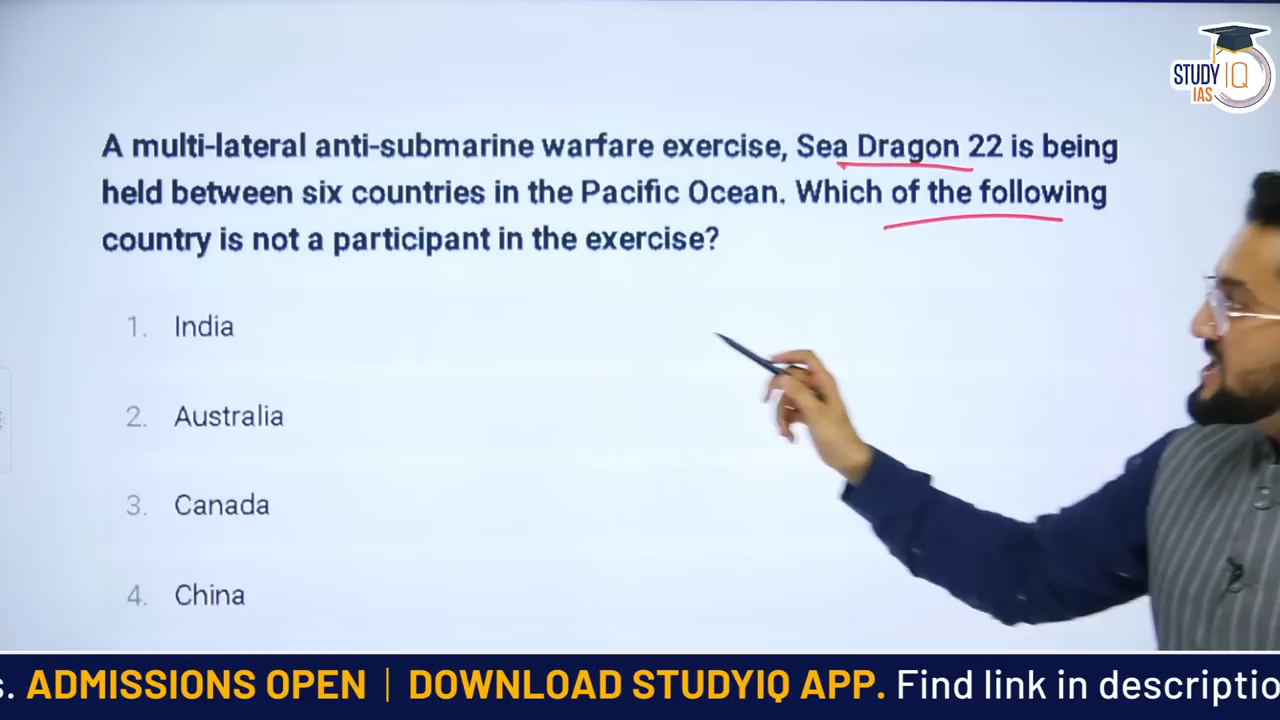 STUDY IQ
IAS
A multi-lateral anti-submarine warfare exercise, Sea Dragon 22 is being
held between six countries in the Pacific Ocean. Which of the following
country is not a participant in the exercise?
1. India
2. Australia
3. Canada
4. China
s. ADMISSIONS OPEN | DOWNLOAD STUDYIQ APP. Find link in descriptio